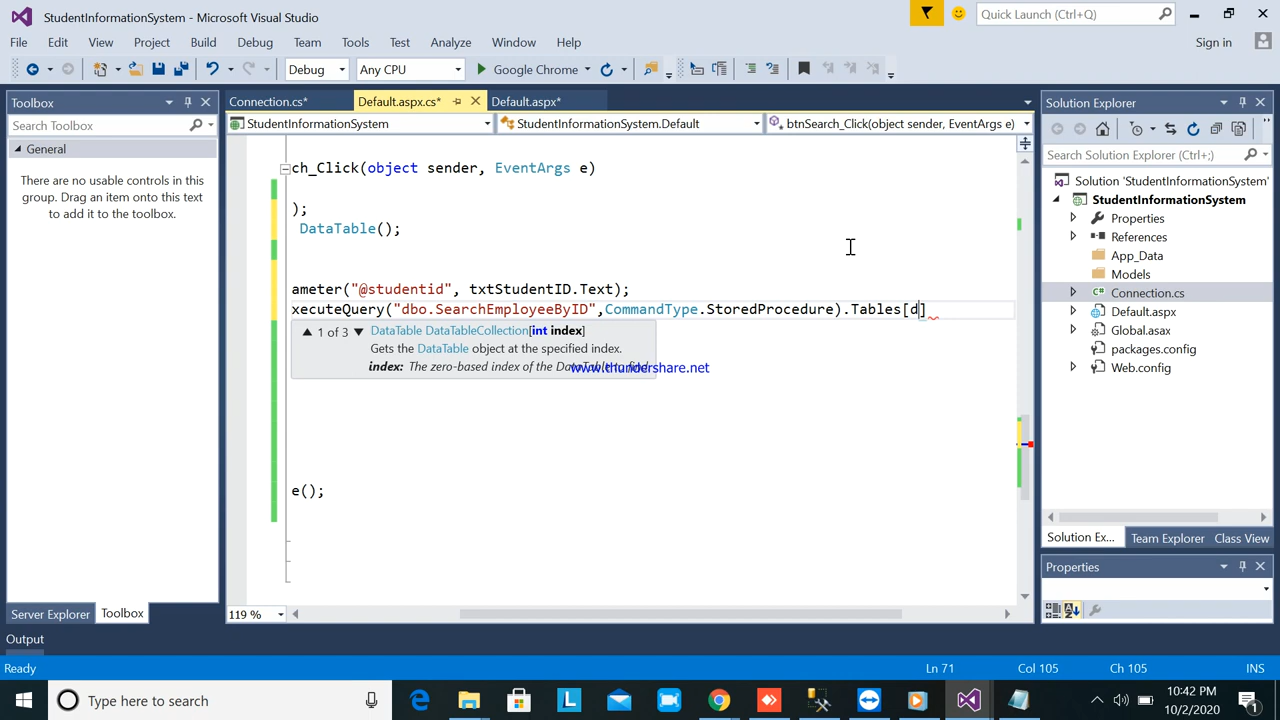 StudentInformationSystem - Microsoft Visual Studio
Quick Launch (Ctrl+Q)
File Edit View Project Build Debug Team Tools Test Analyze Window Help
Sign in
Debug Any CPU Google Chrome
Toolbox
Search Toolbox
General
There are no usable controls in this
group. Drag an item onto this text
to add it to the toolbox.
Connection.cs* Default.aspx.cs* Default.aspx*
StudentInformationSystem StudentInformationSystem.Default btnSearch_Click(object sender, EventArgs e)
ch_Click(object sender, EventArgs e)
);
DataTable();
ameter("@studentid", txtStudentID.Text);
xecuteQuery("dbo.SearchEmployeeByID",CommandType.StoredProcedure).Tables[d]
1 of 3 DataTable DataTableCollection[int index]
Gets the DataTable object at the specified index.
index: The zero-based index of the
www.thundershare.net
e();
119 %
Solution Explorer
Search Solution Explorer (Ctrl+;)
Solution 'StudentInformationSystem'
StudentInformationSystem
Properties
References
App_Data
Models
Connection.cs
Default.aspx
Global.asax
packages.config
Web.config
Solution Ex... Team Explorer Class View
Properties
Server Explorer Toolbox
Output
Ready
Ln 71 Col 105 Ch 105 INS
Type here to search
10:42 PM
10/2/2020
1